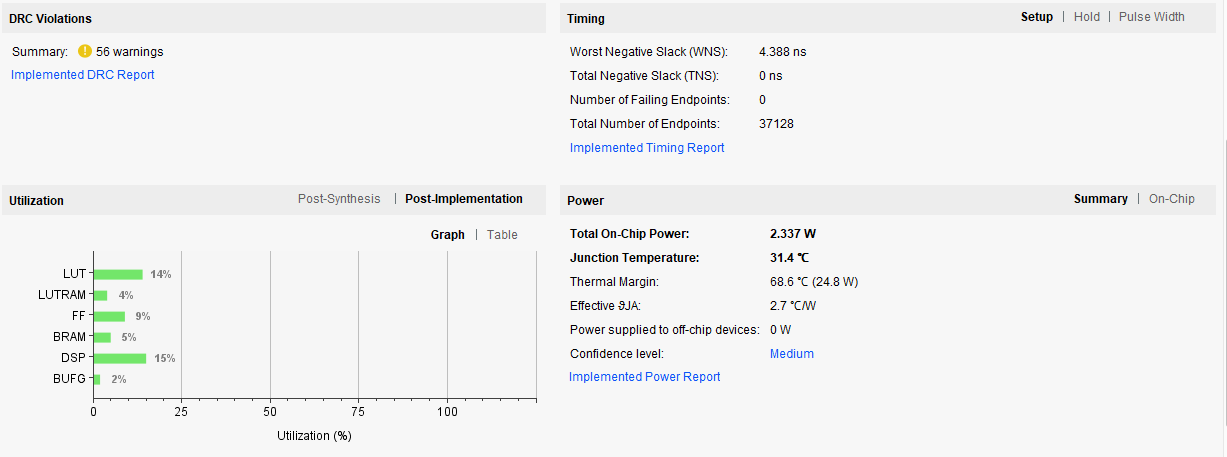 DRC Violations
Summary: 56 warnings
Implemented DRC Report
Timing
Setup | Hold | Pulse Width
Worst Negative Slack (WNS): 4.388 ns
Total Negative Slack (TNS): 0 ns
Number of Failing Endpoints: 0
Total Number of Endpoints: 37128
Implemented Timing Report
Utilization
Post-Synthesis | Post-Implementation
Graph | Table
LUT 14%
LUTRAM 4%
FF 9%
BRAM 5%
DSP 15%
BUFG 2%
0 25 50 75 100
Utilization (%)
Power
Summary | On-Chip
Total On-Chip Power: 2.337 W
Junction Temperature: 31.4 ℃
Thermal Margin: 68.6 ℃ (24.8 W)
Effective ϑJA: 2.7 ℃/W
Power supplied to off-chip devices: 0 W
Confidence level: Medium
Implemented Power Report